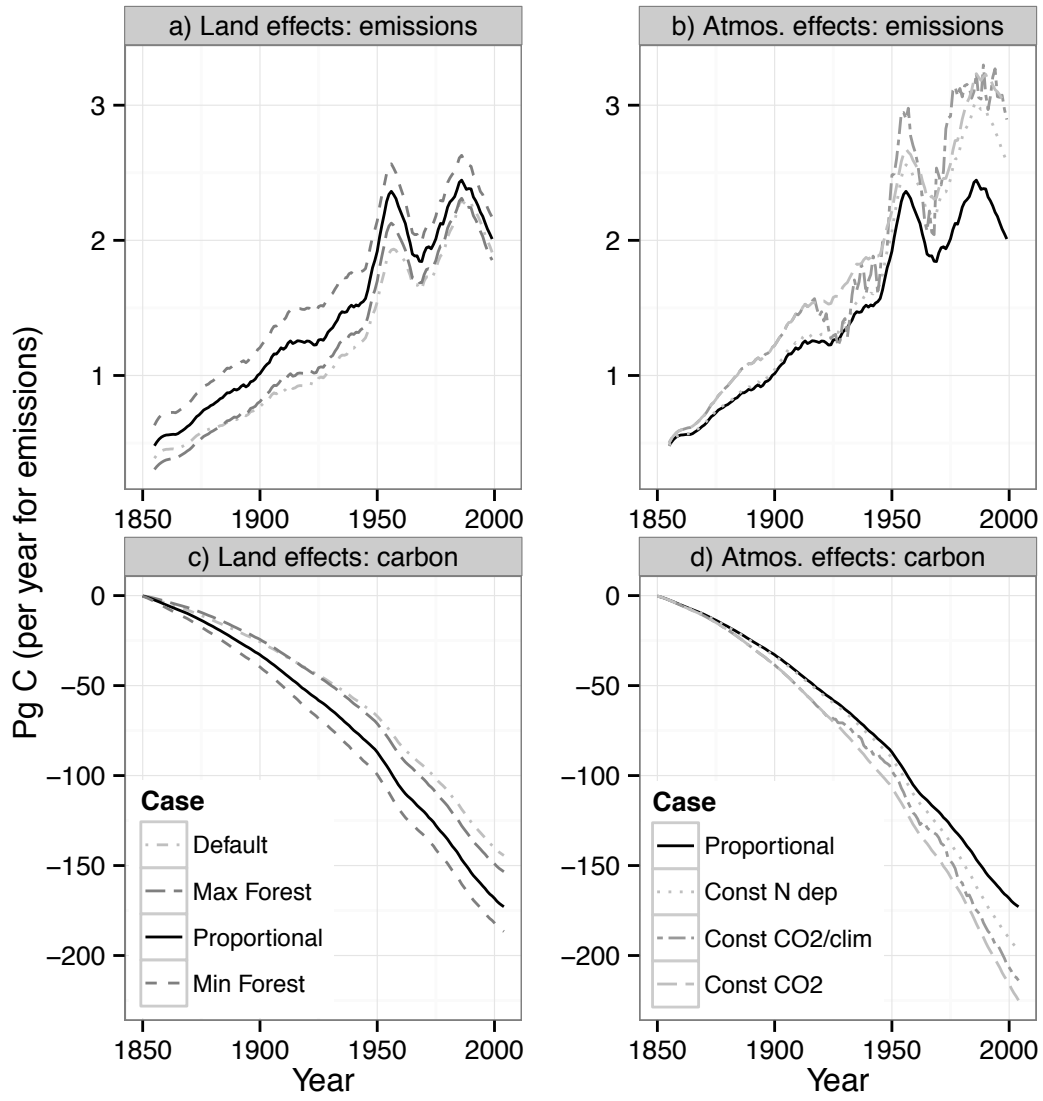 a) Land effects: emissions
b) Atmos. effects: emissions
Pg C (per year for emissions)
3
2
1
3
2
1
1850 1900 1950 2000
1850 1900 1950 2000
c) Land effects: carbon
d) Atmos. effects: carbon
0
−50
−100
−150
−200
Case
Default
Max Forest
Proportional
Min Forest
0
−50
−100
−150
−200
Case
Proportional
Const N dep
Const CO2/clim
Const CO2
1850 1900 1950 2000
1850 1900 1950 2000
Year
Year